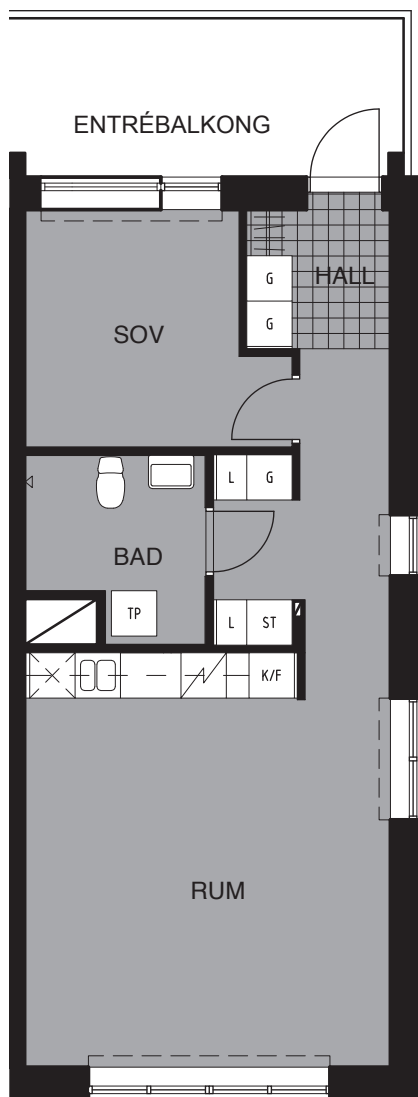 ENTRÉBALKONG
G
HALL
G
SOV
L G
BAD
TP
L ST
K/F
RUM